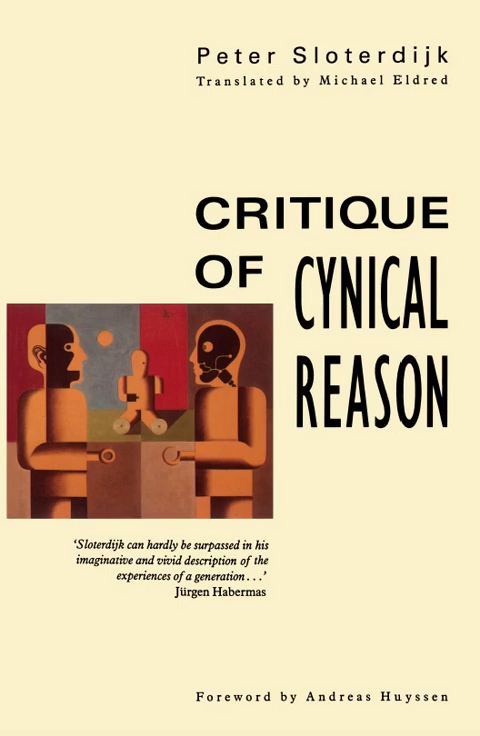 Peter Sloterdijk
Translated by Michael Eldred
CRITIQUE
OF CYNICAL
REASON
‘Sloterdijk can hardly be surpassed in his
imaginative and vivid description of the
experiences of a generation . . .’
Jürgen Habermas
Foreword by Andreas Huyssen